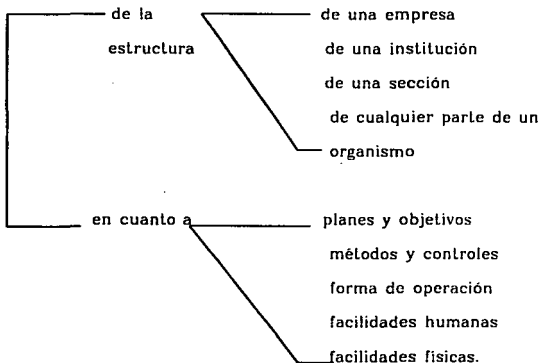 de la estructura
de una empresa
de una institución
de una sección
de cualquier parte de un
organismo
en cuanto a
planes y objetivos
métodos y controles
forma de operación
facilidades humanas
facilidades físicas.